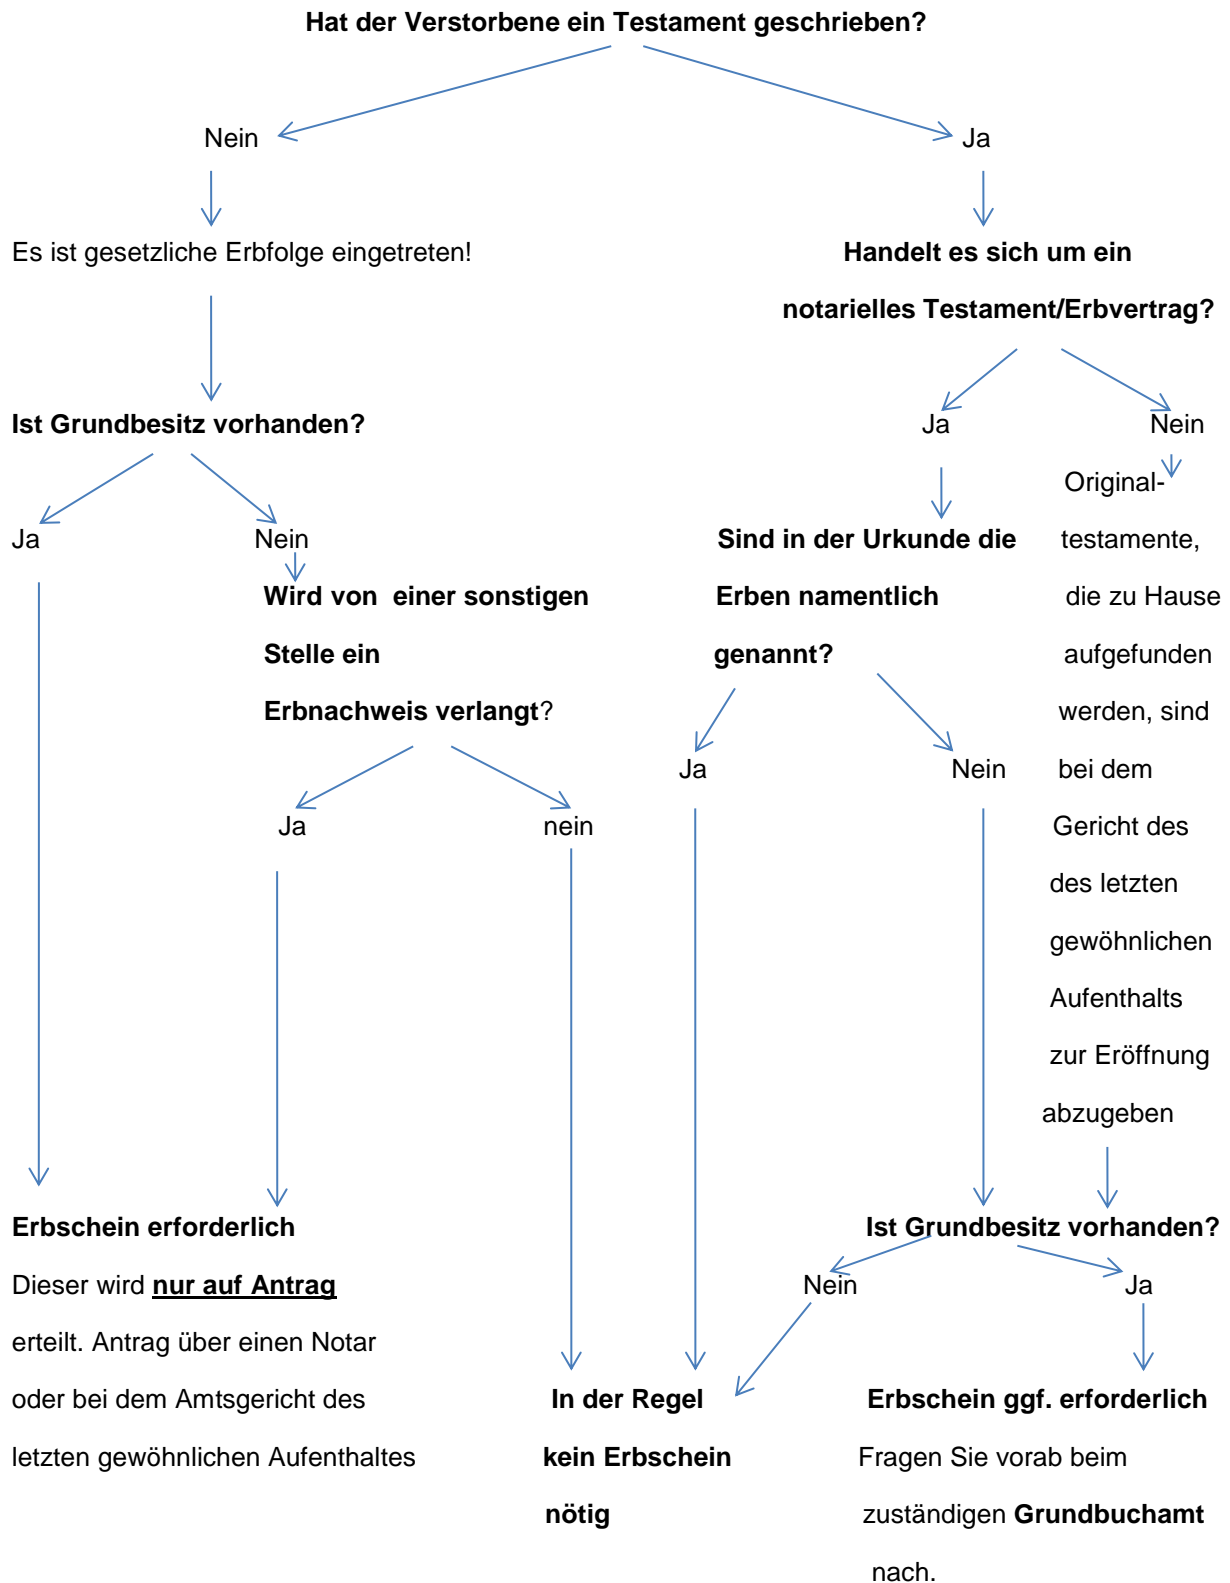 Hat der Verstorbene ein Testament geschrieben?
Nein
Ja
Es ist gesetzliche Erbfolge eingetreten!
Handelt es sich um ein
notarielles Testament/Erbvertrag?
Ist Grundbesitz vorhanden?
Ja
Nein
Ja
Nein
Wird von  einer sonstigen
Stelle ein
Erbnachweis verlangt?
Ja
nein
Sind in der Urkunde die
Erben namentlich
genannt?
Ja
Nein
Original-
testamente,
die zu Hause
aufgefunden
werden, sind
bei dem
Gericht des
des letzten
gewöhnlichen
Aufenthalts
zur Eröffnung
abzugeben
Erbschein erforderlich
Dieser wird nur auf Antrag
erteilt. Antrag über einen Notar
oder bei dem Amtsgericht des
letzten gewöhnlichen Aufenthaltes
Ist Grundbesitz vorhanden?
Nein
Ja
In der Regel
kein Erbschein
nötig
Erbschein ggf. erforderlich
Fragen Sie vorab beim
zuständigen Grundbuchamt
nach.